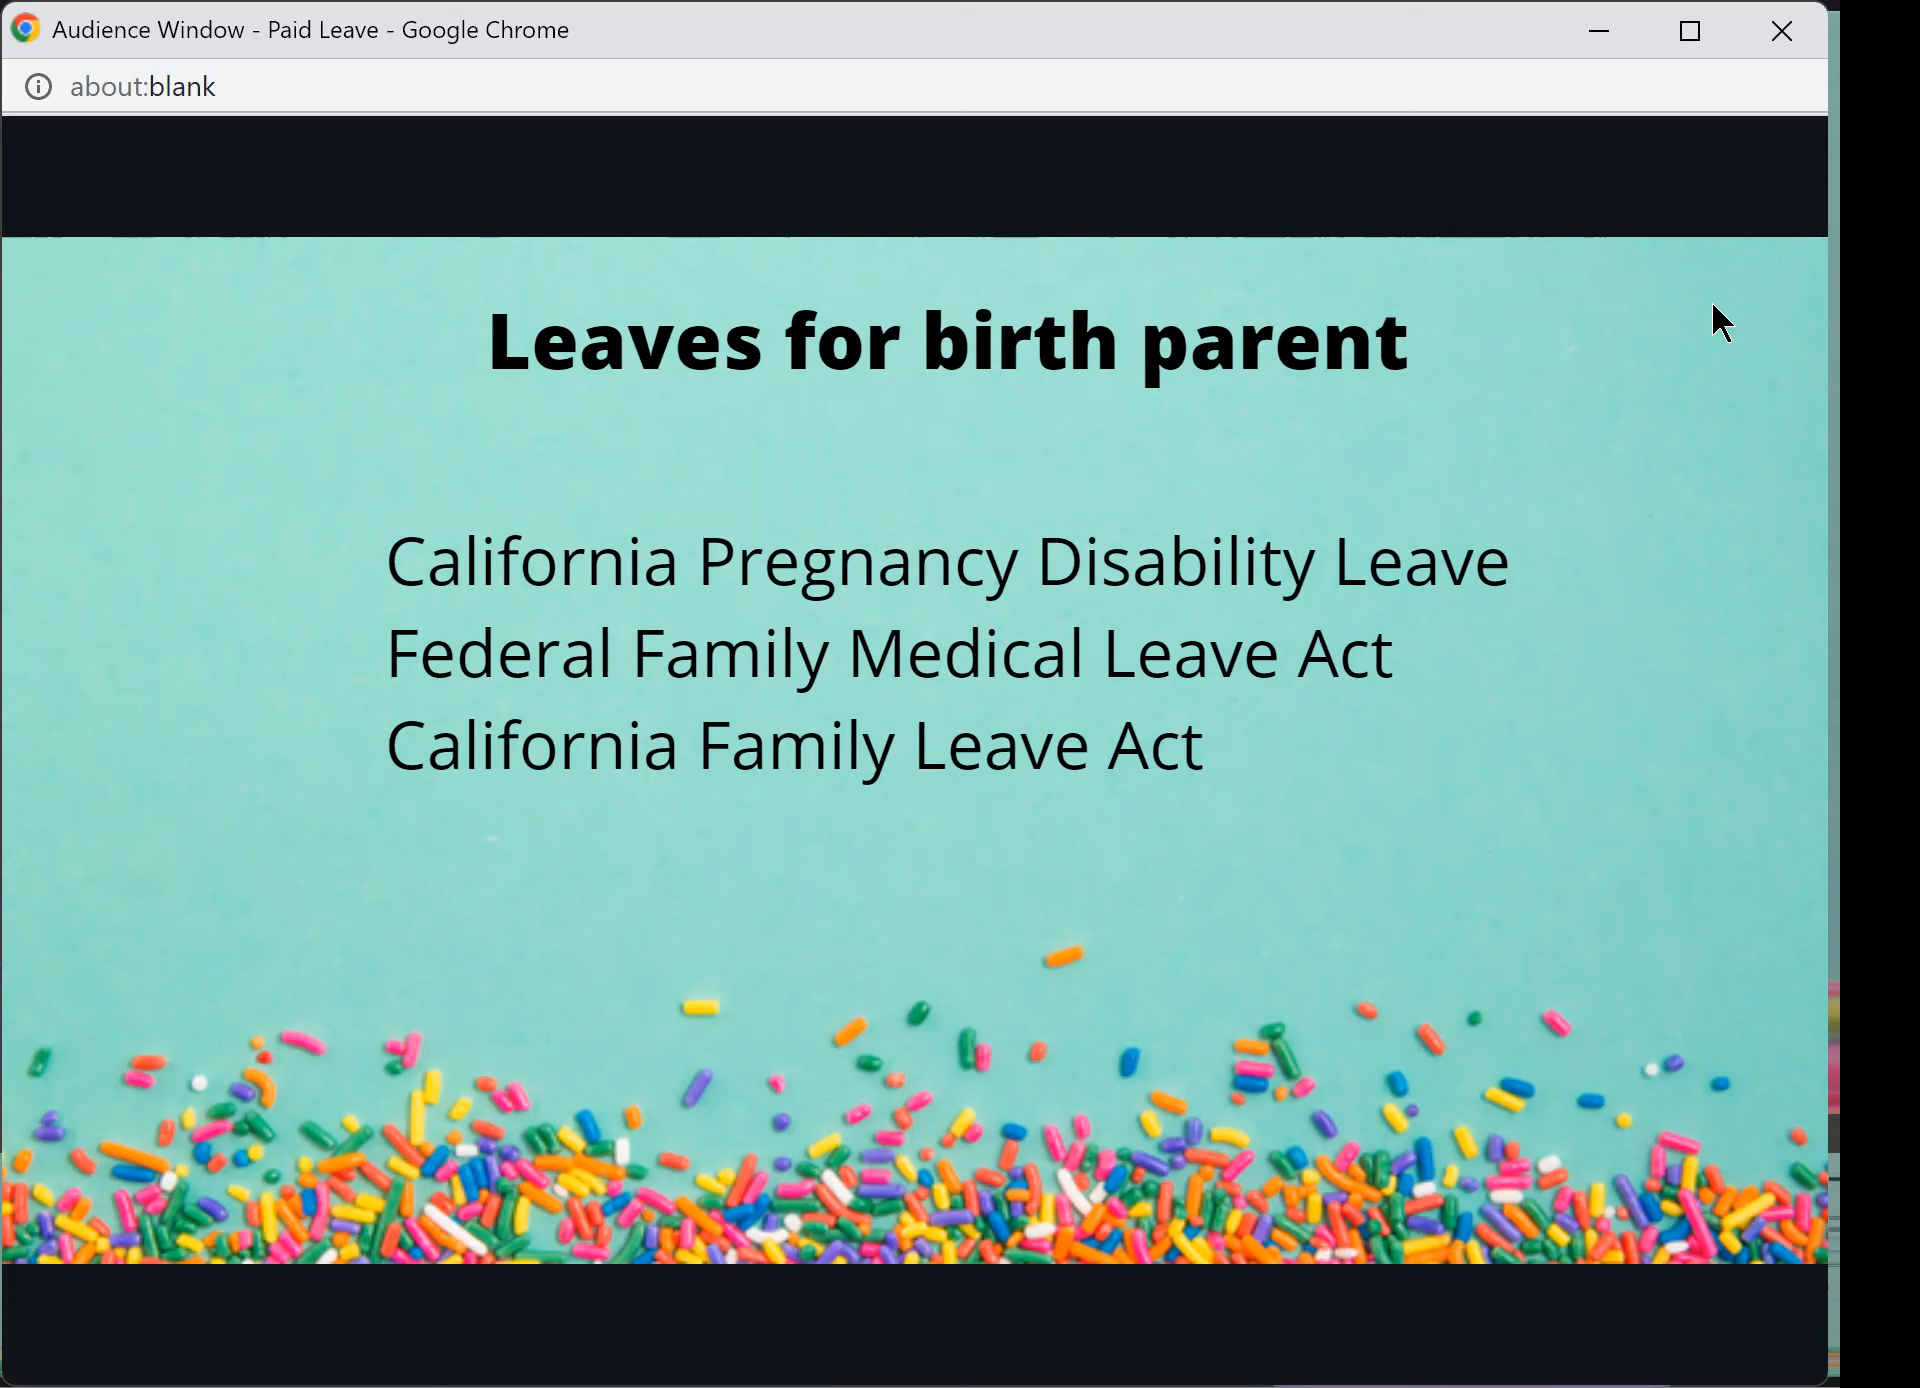 Audience Window - Paid Leave - Google Chrome
about:blank
Leaves for birth parent
California Pregnancy Disability Leave
Federal Family Medical Leave Act
California Family Leave Act